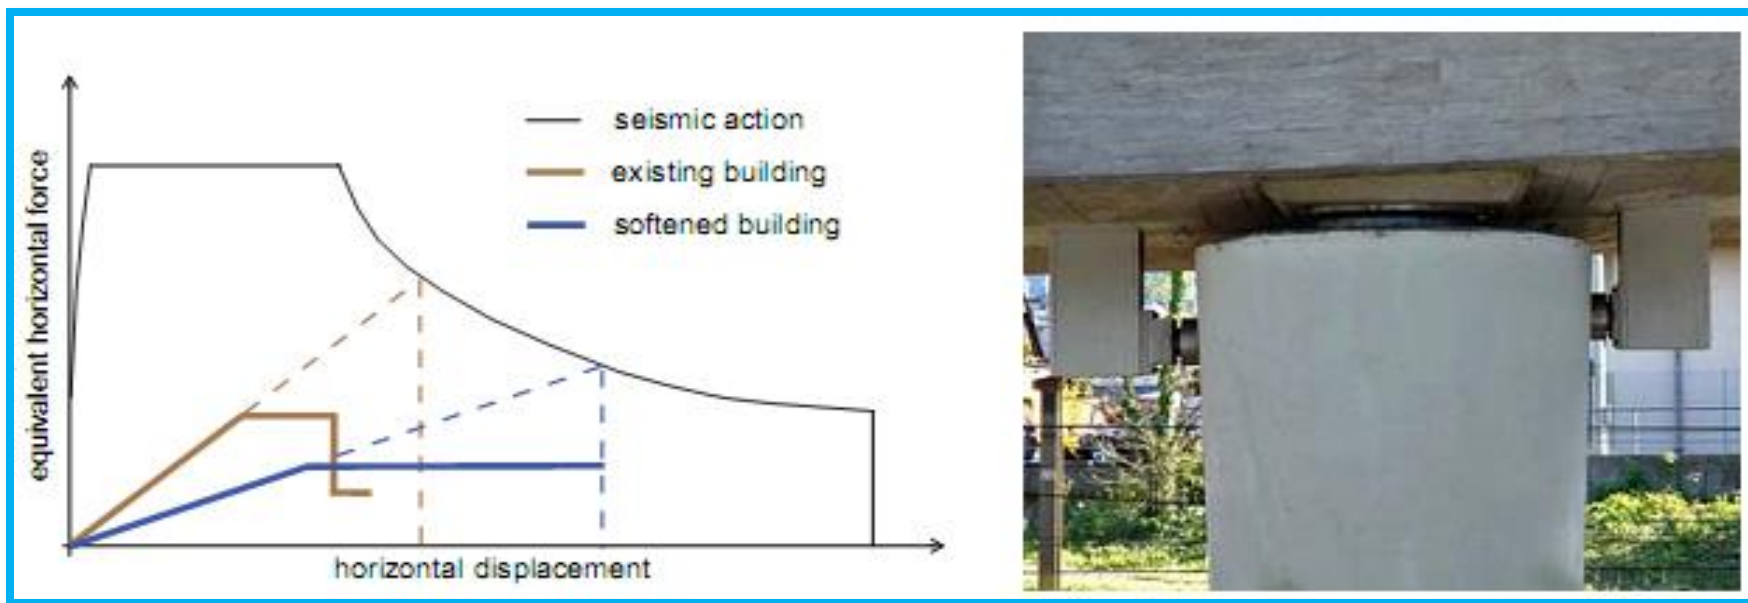 equivalent horizontal force
seismic action
existing building
softened building
horizontal displacement